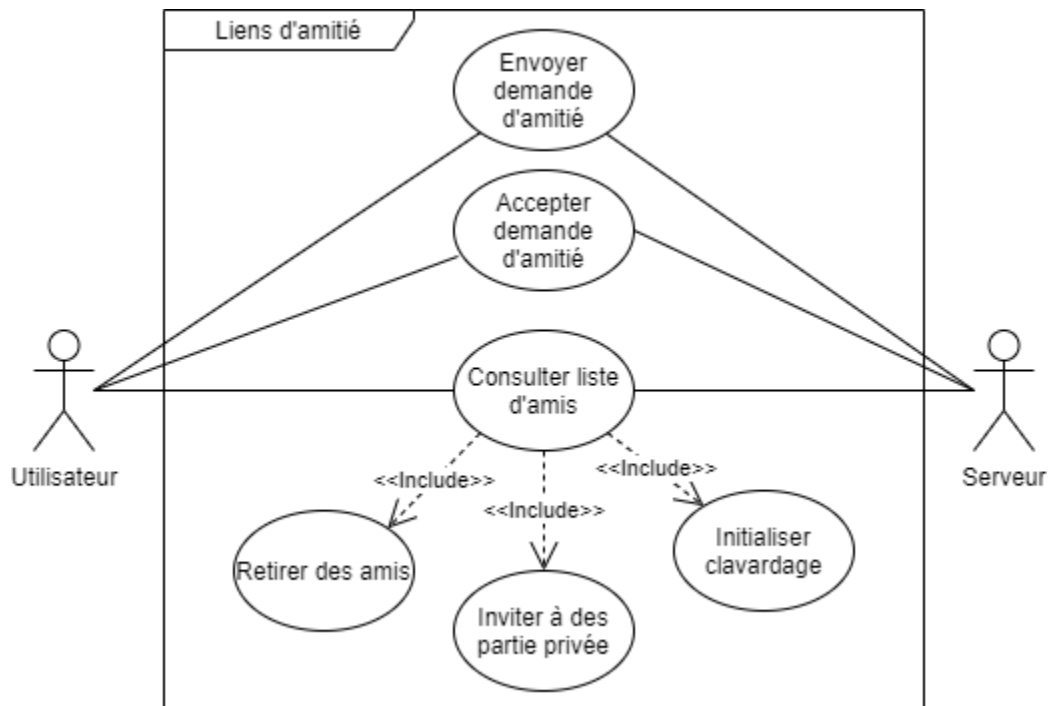 Liens d'amitié
Envoyer
demande
d'amitié
Accepter
demande
d'amitié
Consulter liste
d'amis
Utilisateur
Serveur
<<Include>>
<<Include>>
<<Include>>
Retirer des amis
Inviter à des
partie privée
Initialiser
clavardage